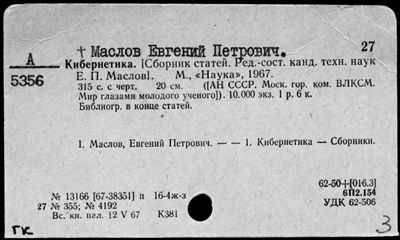 † Маслов Евгений Петрович. 27
А
5356
Кибернетика. [Сборник статей. Ред.-сост. канд. техн. наук
Е. П. Маслов]. М., «Наука», 1967.
315 с. с черт. 20 см. ([АН СССР. Моск. гор. ком. ВЛКСМ.
Мир глазами молодого ученого]). 10.000 экз. 1 р. 6 к.
Библиогр. в конце статей.
I. Маслов, Евгений Петрович. — — 1. Кибернетика — Сборники.
62-50+[016.3]
№ 13166 [67-38351] п 16-4ж-з 6П2.154
27 № 355; № 4192 УДК 62-506
Вс. кн. пал. 12 V 67 К381
ГК 3